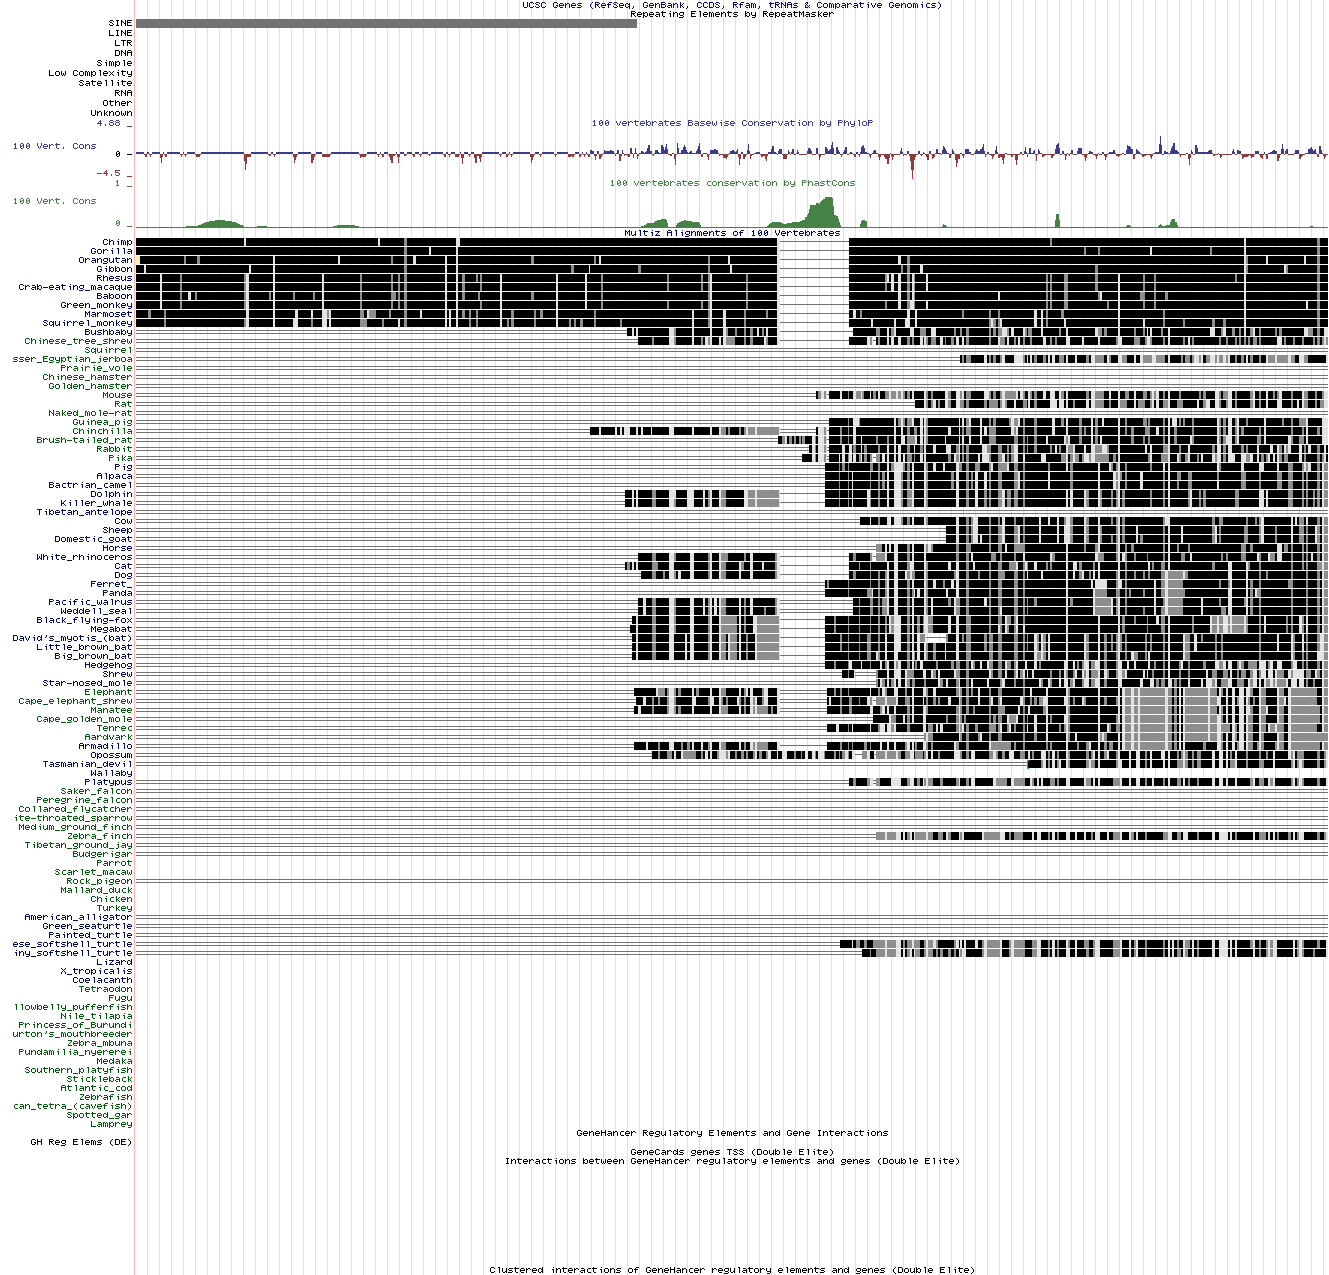 UCSC Genes (RefSeq, GenBank, CCDS, Rfam, tRNAs & Comparative Genomics)
Repeating Elements by RepeatMasker
SINE
LINE
LTR
DNA
Simple
Low Complexity
Satellite
RNA
Other
Unknown
4.88 _
100 vertebrates Basewise Conservation by PhyloP
100 Vert. Cons
0 -
-4.5 _
1 _
100 vertebrates conservation by PhastCons
100 Vert. Cons
0 _
Multiz Alignments of 100 Vertebrates
Chimp
Gorilla
Orangutan
Gibbon
Rhesus
Crab-eating_macaque
Baboon
Green_monkey
Marmoset
Squirrel_monkey
Bushbaby
Chinese_tree_shrew
Squirrel
sser_Egyptian_jerboa
Prairie_vole
Chinese_hamster
Golden_hamster
Mouse
Rat
Naked_mole-rat
Guinea_pig
Chinchilla
Brush-tailed_rat
Rabbit
Pika
Pig
Alpaca
Bactrian_camel
Dolphin
Killer_whale
Tibetan_antelope
Cow
Sheep
Domestic_goat
Horse
White_rhinoceros
Cat
Dog
Ferret_
Panda
Pacific_walrus
Weddell_seal
Black_flying-fox
Megabat
David's_myotis_(bat)
Little_brown_bat
Big_brown_bat
Hedgehog
Shrew
Star-nosed_mole
Elephant
Cape_elephant_shrew
Manatee
Cape_golden_mole
Tenrec
Aardvark
Armadillo
Opossum
Tasmanian_devil
Wallaby
Platypus
Saker_falcon
Peregrine_falcon
Collared_flycatcher
ite-throated_sparrow
Medium_ground_finch
Zebra_finch
Tibetan_ground_jay
Budgerigar
Parrot
Scarlet_macaw
Rock_pigeon
Mallard_duck
Chicken
Turkey
American_alligator
Green_seaturtle
Painted_turtle
ese_softshell_turtle
iny_softshell_turtle
Lizard
X_tropicalis
Coelacanth
Tetraodon
Fugu
llowbelly_pufferfish
Nile_tilapia
Princess_of_Burundi
urton's_mouthbreeder
Zebra_mbuna
Pundamilia_nyererei
Medaka
Southern_platyfish
Stickleback
Atlantic_cod
Zebrafish
can_tetra_(cavefish)
Spotted_gar
Lamprey
GeneHancer Regulatory Elements and Gene Interactions
GH Reg Elems (DE)
GeneCards genes TSS (Double Elite)
Interactions between GeneHancer regulatory elements and genes (Double Elite)
Clustered interactions of GeneHancer regulatory elements and genes (Double Elite)